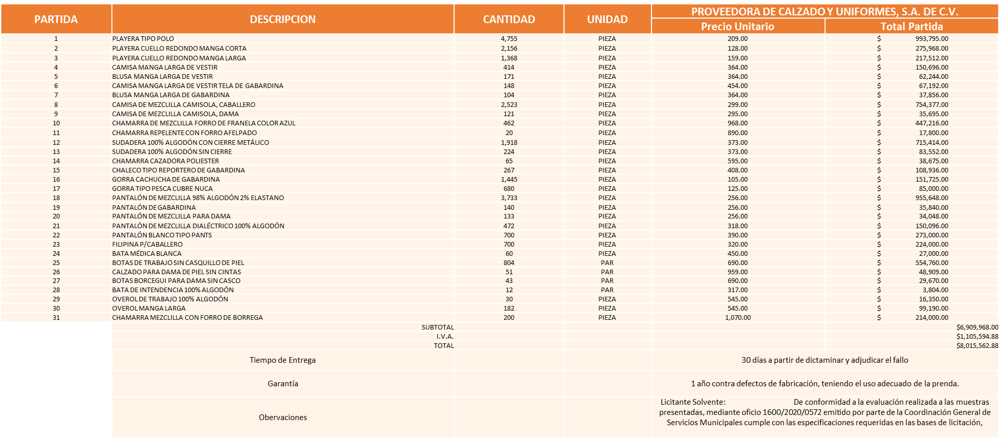 PARTIDA DESCRIPCION CANTIDAD UNIDAD PROVEEDORA DE CALZADO Y UNIFORMES, S.A. DE C.V.
Precio Unitario Total Partida
1 PLAYERA TIPO POLO 4,755 PIEZA 209.00 $ 993,795.00
2 PLAYERA CUELLO REDONDO MANGA CORTA 2,156 PIEZA 128.00 $ 275,968.00
3 PLAYERA CUELLO REDONDO MANGA LARGA 1,368 PIEZA 159.00 $ 217,512.00
4 CAMISA MANGA LARGA DE VESTIR 414 PIEZA 364.00 $ 150,696.00
5 BLUSA MANGA LARGA DE VESTIR 171 PIEZA 364.00 $ 62,244.00
6 CAMISA MANGA LARGA DE VESTIR TELA DE GABARDINA 148 PIEZA 454.00 $ 67,192.00
7 BLUSA MANGA LARGA DE GABARDINA 104 PIEZA 364.00 $ 37,856.00
8 CAMISA DE MEZCLILLA CAMISOLA, CABALLERO 2,523 PIEZA 299.00 $ 754,377.00
9 CAMISA DE MEZCLILLA CAMISOLA, DAMA 121 PIEZA 295.00 $ 35,695.00
10 CHAMARRA DE MEZCLILLA FORRO DE FRANELA COLOR AZUL 462 PIEZA 968.00 $ 447,216.00
11 CHAMARRA REPELENTE CON FORRO AFELPADO 20 PIEZA 890.00 $ 17,800.00
12 SUDADERA 100% ALGODÓN CON CIERRE METÁLICO 1,918 PIEZA 373.00 $ 715,414.00
13 SUDADERA 100% ALGODÓN SIN CIERRE 224 PIEZA 373.00 $ 83,552.00
14 CHAMARRA CAZADORA POLIESTER 65 PIEZA 595.00 $ 38,675.00
15 CHALECO TIPO REPORTERO DE GABARDINA 267 PIEZA 408.00 $ 108,936.00
16 GORRA CACHUCHA DE GABARDINA 1,445 PIEZA 105.00 $ 151,725.00
17 GORRA TIPO PESCA CUBRE NUCA 680 PIEZA 125.00 $ 85,000.00
18 PANTALÓN DE MEZCLILLA 98% ALGODÓN 2% ELASTANO 3,733 PIEZA 256.00 $ 955,648.00
19 PANTALÓN DE GABARDINA 140 PIEZA 256.00 $ 35,840.00
20 PANTALÓN DE MEZCLILLA PARA DAMA 133 PIEZA 256.00 $ 34,048.00
21 PANTALÓN DE MEZCLILLA DIALÉCTRICO 100% ALGODÓN 472 PIEZA 318.00 $ 150,096.00
22 PANTALÓN BLANCO TIPO PANTS 700 PIEZA 390.00 $ 273,000.00
23 FILIPINA P/CABALLERO 700 PIEZA 320.00 $ 224,000.00
24 BATA MÉDICA BLANCA 60 PIEZA 450.00 $ 27,000.00
25 BOTAS DE TRABAJO SIN CASQUILLO DE PIEL 804 PAR 690.00 $ 554,760.00
26 CALZADO PARA DAMA DE PIEL SIN CINTAS 51 PAR 959.00 $ 48,909.00
27 BOTAS BORCEGUI PARA DAMA SIN CASCO 43 PAR 690.00 $ 29,670.00
28 BATA DE INTENDENCIA 100% ALGODÓN 12 PAR 317.00 $ 3,804.00
29 OVEROL DE TRABAJO 100% ALGODÓN 30 PIEZA 545.00 $ 16,350.00
30 OVEROL MANGA LARGA 182 PIEZA 545.00 $ 99,190.00
31 CHAMARRA MEZCLILLA CON FORRO DE BORREGA 200 PIEZA 1,070.00 $ 214,000.00
SUBTOTAL $6,909,968.00
I.V.A. $1,105,594.88
TOTAL $8,015,562.88
Tiempo de Entrega 30 días a partir de dictaminar y adjudicar el fallo
Garantía 1 año contra defectos de fabricación, teniendo el uso adecuado de la prenda.
Obervaciones
Licitante Solvente: De conformidad a la evaluación realizada a las muestras
presentadas, mediante oficio 1600/2020/0572 emitido por parte de la Coordinación General de
Servicios Municipales cumple con las especificaciones requeridas en las bases de licitación,